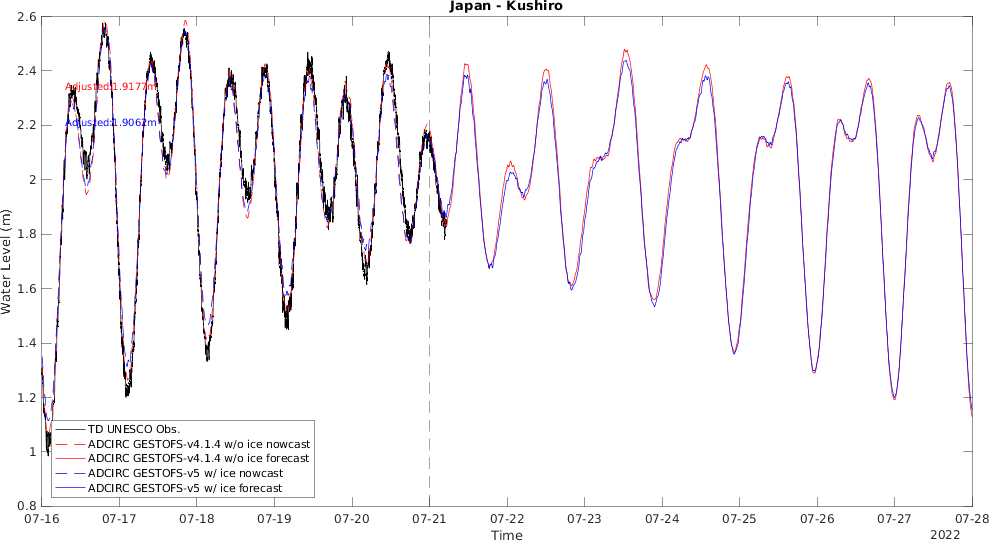 Japan - Kushiro
2.6
2.4
2.2
2
1.8
1.6
1.4
1.2
1
0.8
Water Level (m)
Adjusted:1.9177m
Adjusted:1.9062m
TD UNESCO Obs.
ADCIRC GESTOFS-v4.1.4 w/o ice nowcast
ADCIRC GESTOFS-v4.1.4 w/o ice forecast
ADCIRC GESTOFS-v5 w/ ice nowcast
ADCIRC GESTOFS-v5 w/ ice forecast
07-16 07-17 07-18 07-19 07-20 07-21 07-22 07-23 07-24 07-25 07-26 07-27 07-28
Time
2022